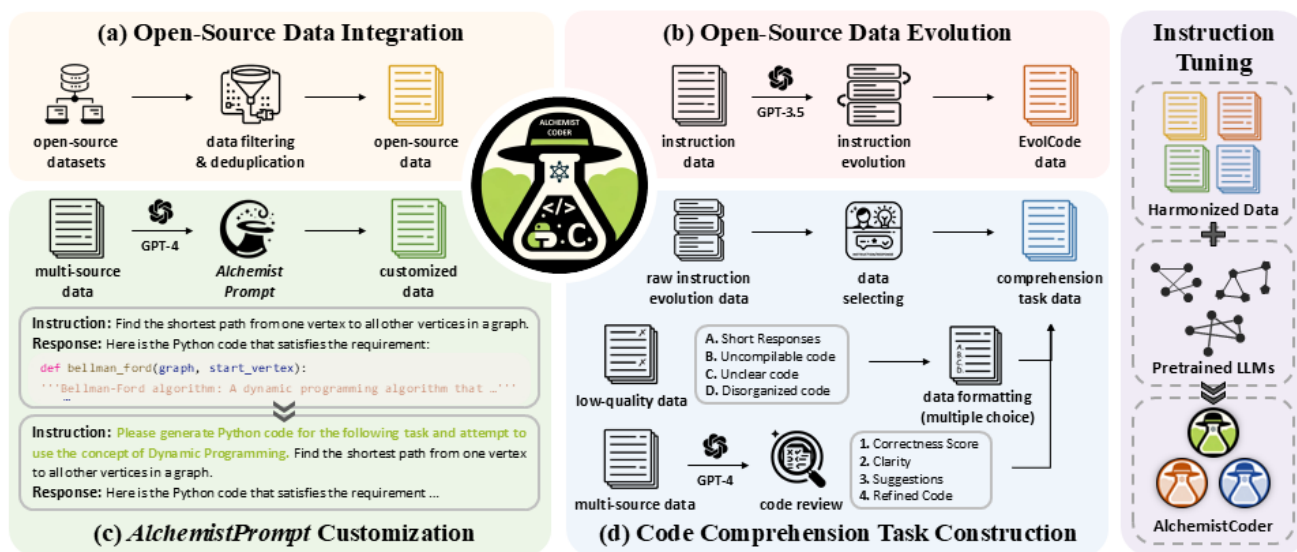 (a) Open-Source Data Integration
open-source
datasets
data filtering
& deduplication
open-source
data
(b) Open-Source Data Evolution
GPT-3.5
instruction
data
instruction
evolution
EvolCode
data
ALCHEMIST
CODER
</>
C.
GPT-4
multi-source
data
Alchemist
Prompt
customized
data
Instruction: Find the shortest path from one vertex to all other vertices in a graph.
Response: Here is the Python code that satisfies the requirement:
def bellman_ford(graph, start_vertex):
'''Bellman-Ford algorithm: A dynamic programming algorithm that …'''
…
Instruction: Please generate Python code for the following task and attempt to
use the concept of Dynamic Programming. Find the shortest path from one vertex
to all other vertices in a graph.
Response: Here is the Python code that satisfies the requirement ...
(c) AlchemistPrompt Customization
raw instruction
evolution data
data
selecting
comprehension
task data
low-quality data
A. Short Responses
B. Uncompilable code
C. Unclear code
D. Disorganized code
A.
B.
C.
D.
data formatting
(multiple choice)
multi-source data
GPT-4
code review
1. Correctness Score
2. Clarity
3. Suggestions
4. Refined Code
(d) Code Comprehension Task Construction
Instruction
Tuning
Harmonized Data
Pretrained LLMs
AlchemistCoder